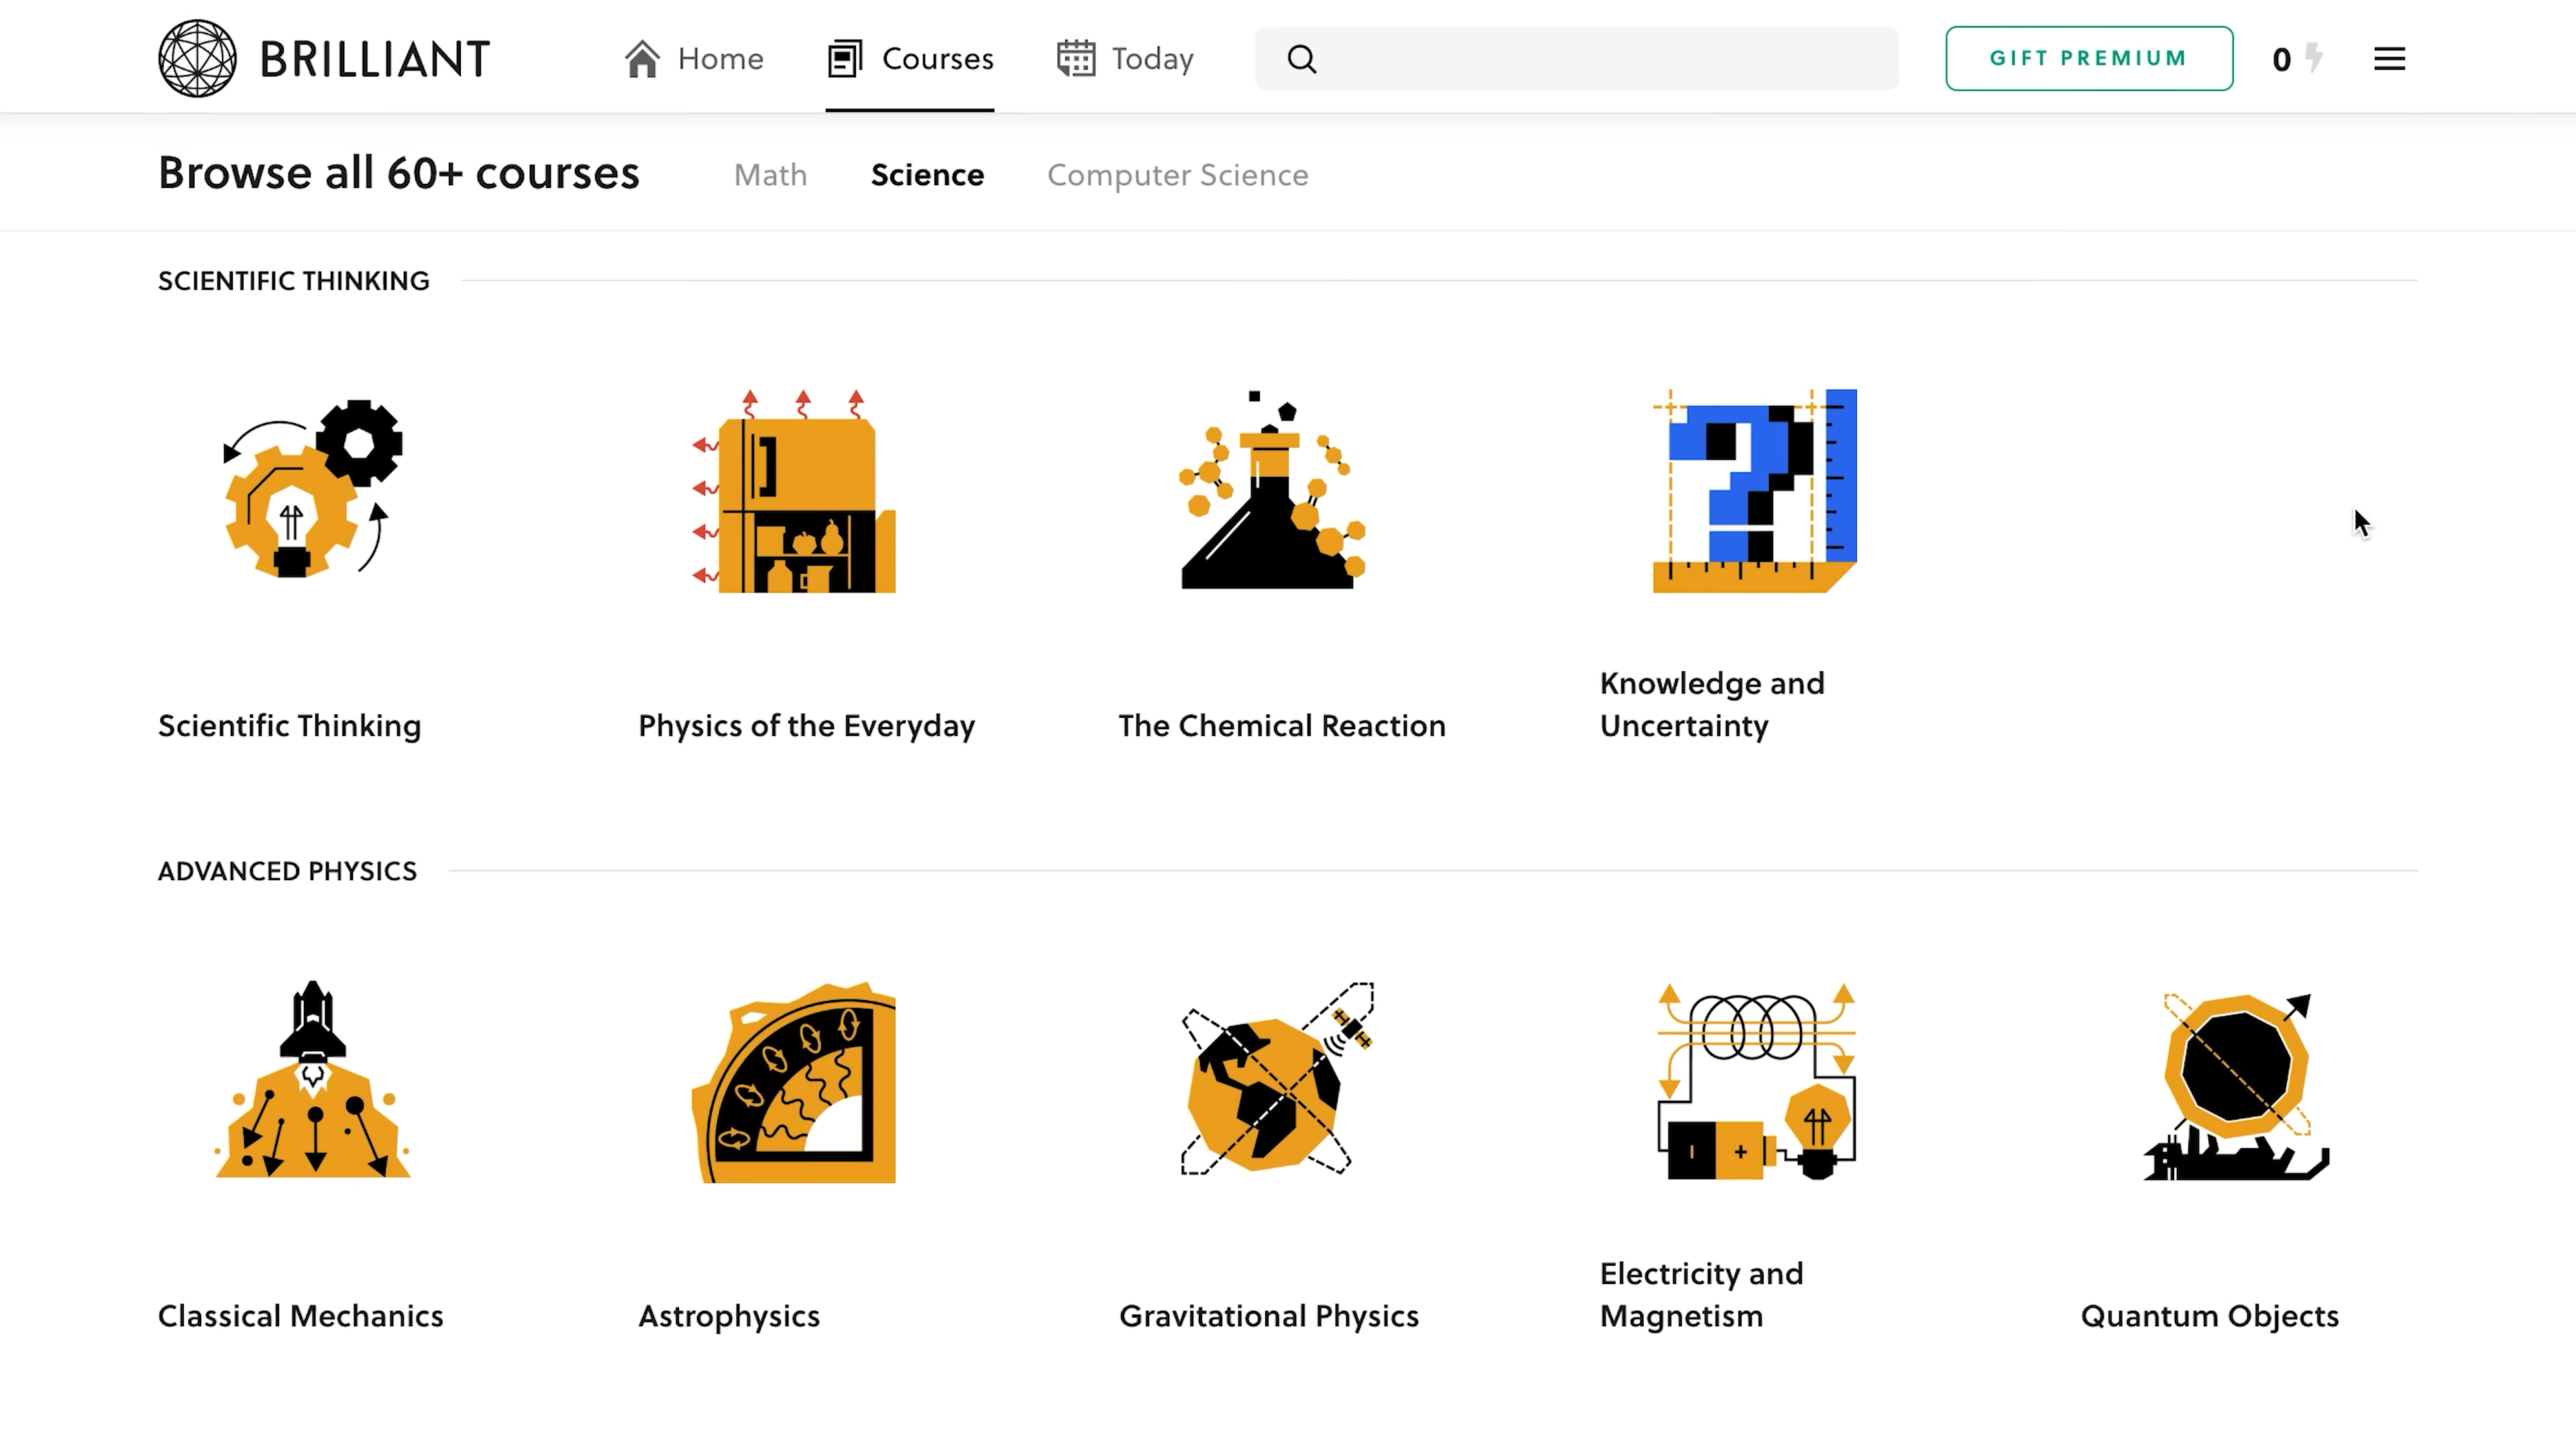 BRILLIANT
Home
Courses
Today
GIFT PREMIUM
0
Browse all 60+ courses
Math
Science
Computer Science
SCIENTIFIC THINKING
Scientific Thinking
Physics of the Everyday
The Chemical Reaction
Knowledge and
Uncertainty
ADVANCED PHYSICS
Classical Mechanics
Astrophysics
Gravitational Physics
Electricity and
Magnetism
Quantum Objects